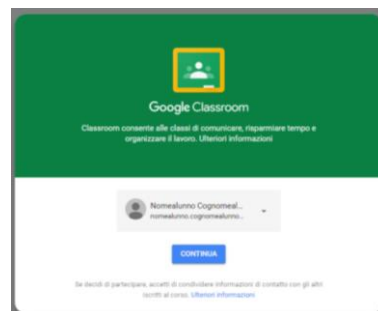 Google Classroom
Classroom consente alle classi di comunicare, risparmiare tempo e
organizzare il lavoro. Ulteriori informazioni
Nomealunno Cognomeal...
nomealunno.cognomealunno...
CONTINUA
Se decidi di partecipare, accetti di condividere informazioni di contatto con gli altri
iscritti al corso. Ulteriori informazioni